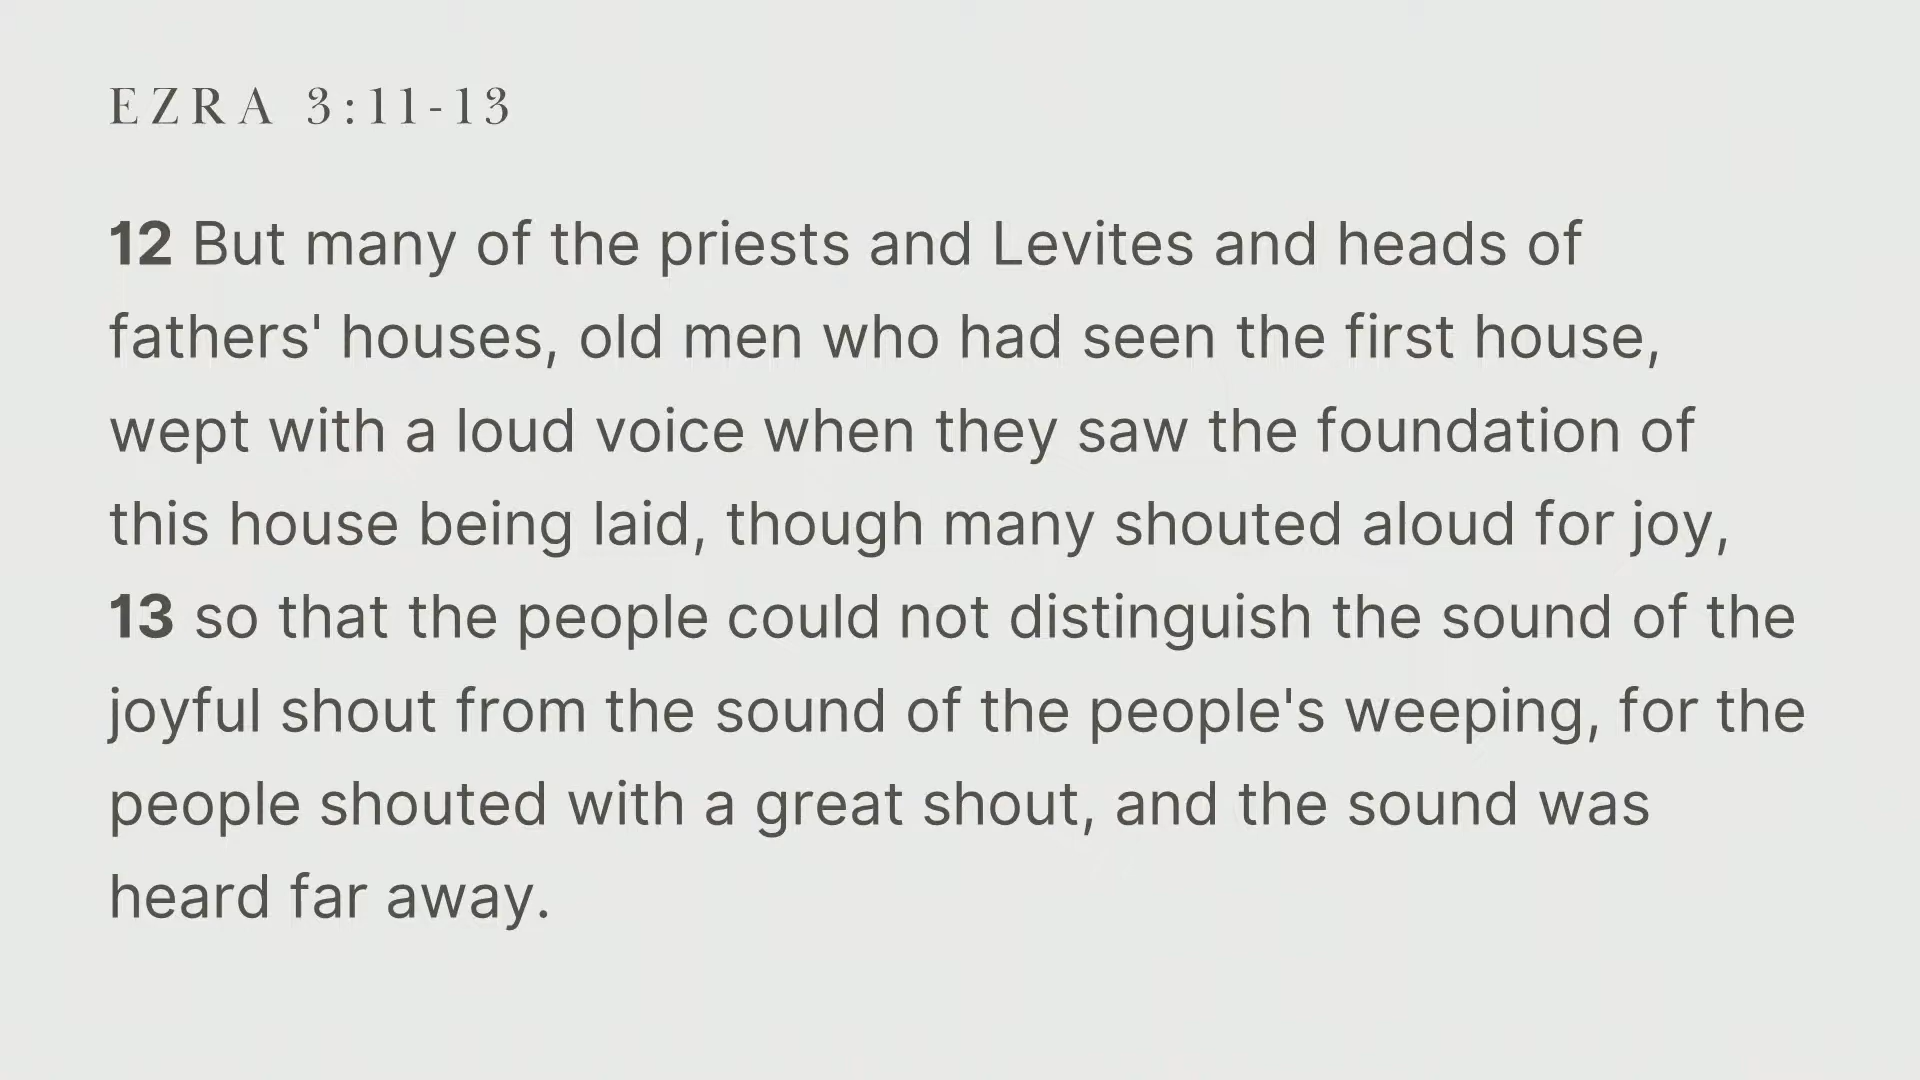 EZRA 3:11-13
12 But many of the priests and Levites and heads of
fathers' houses, old men who had seen the first house,
wept with a loud voice when they saw the foundation of
this house being laid, though many shouted aloud for joy,
13 so that the people could not distinguish the sound of the
joyful shout from the sound of the people's weeping, for the
people shouted with a great shout, and the sound was
heard far away.